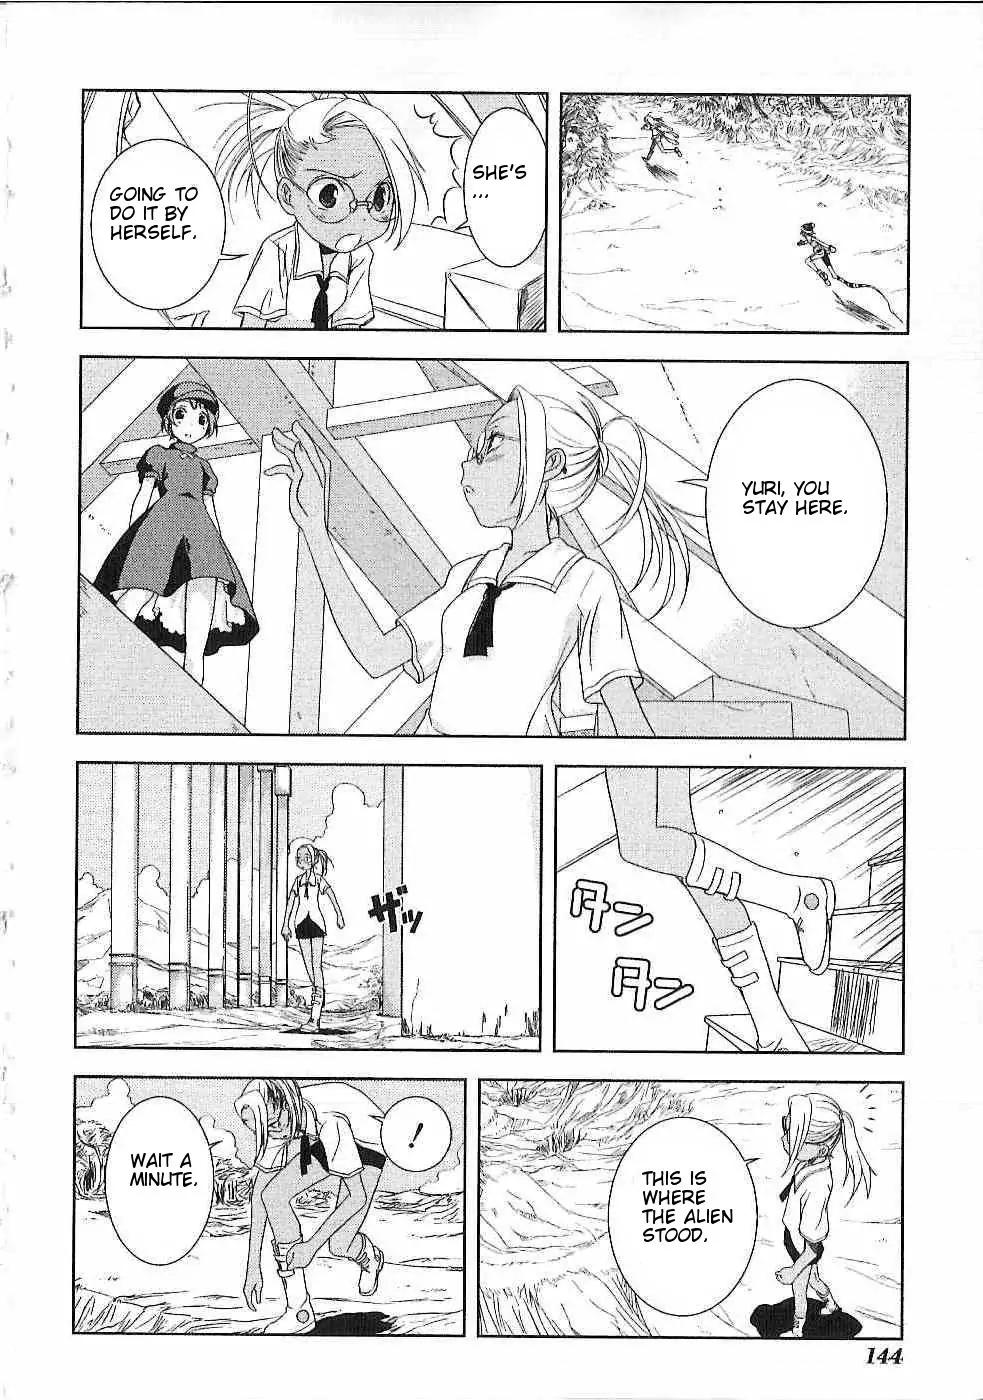 SHE'S
...
GOING TO
DO IT BY
HERSELF.
YURI, YOU
STAY HERE.
タン
タン
ザッ
THIS IS
WHERE
THE ALIEN
STOOD.
!
WAIT A
MINUTE.
144